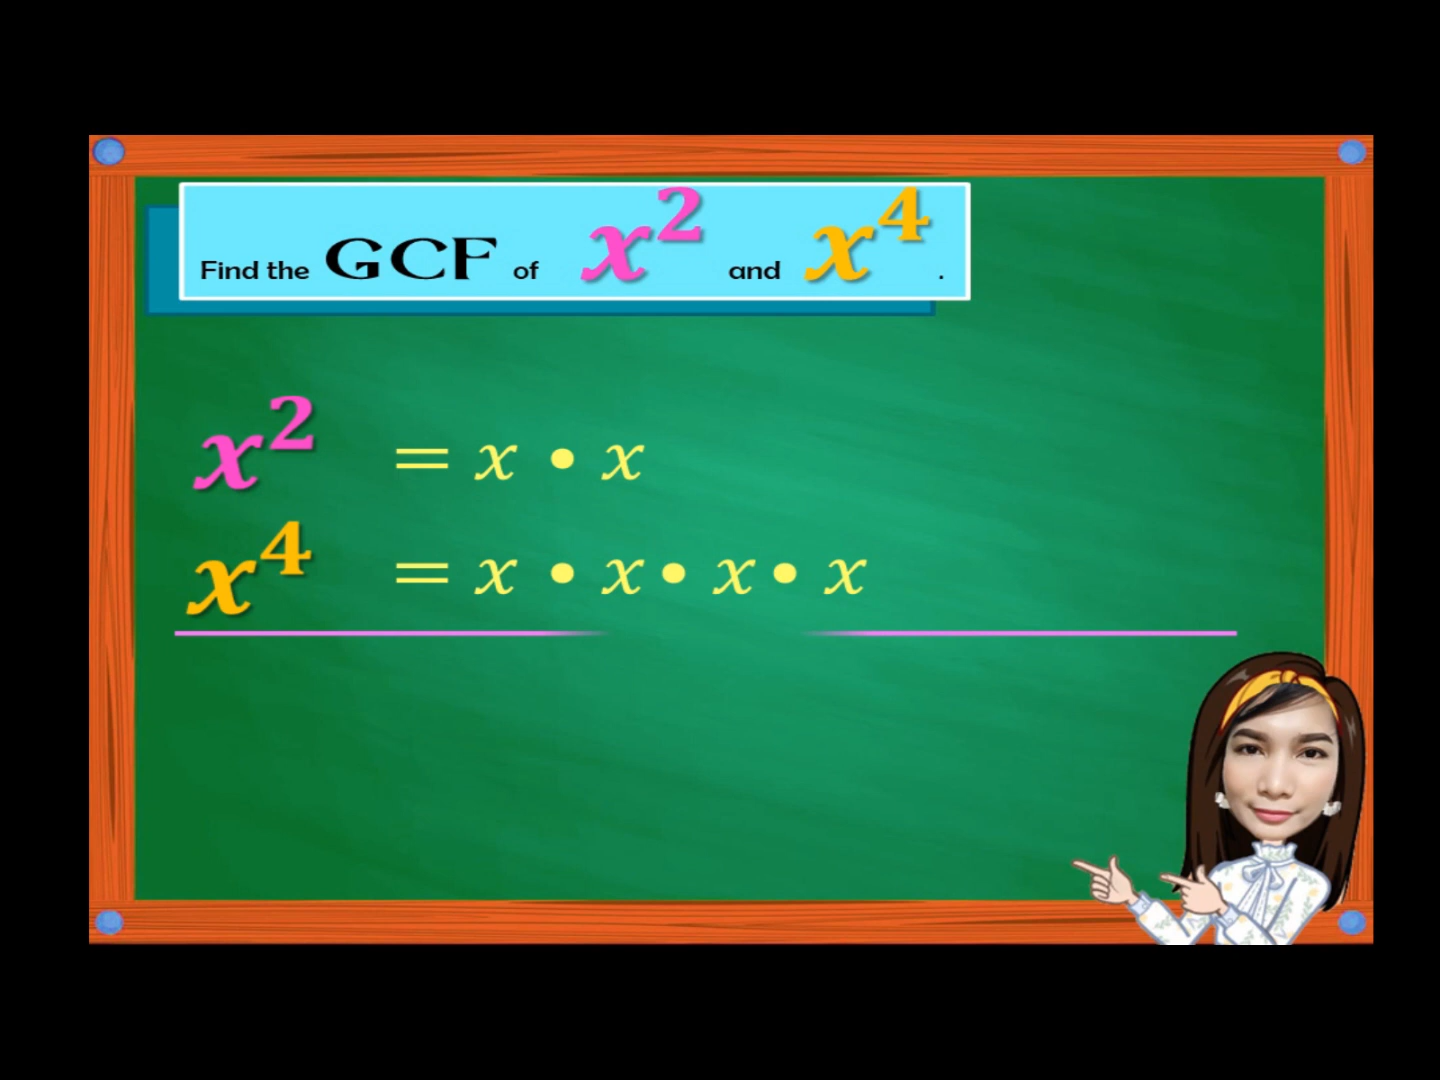 Find the GCF of x² and x⁴ .
x² = x • x
x⁴ = x • x • x • x